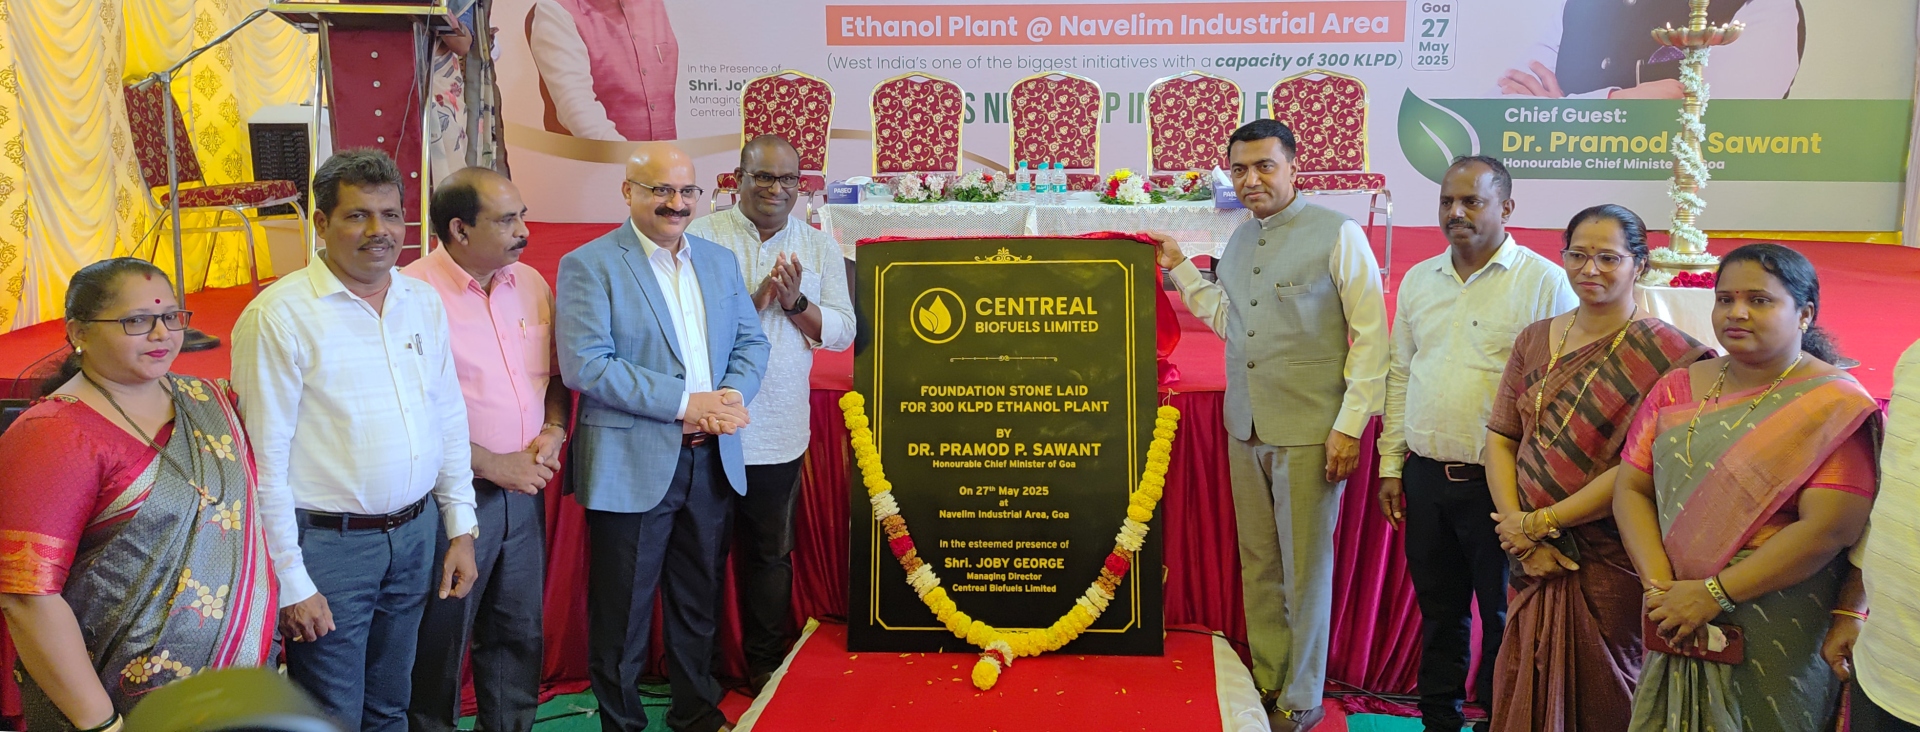 Ethanol Plant @ Navelim Industrial Area
(West India's one of the biggest initiatives with a capacity of 300 KLPD)
Goa
27
May
2025
In the Presence of
Shri.
Managing
Centreal
Chief Guest:
Dr. Pramod Sawant
Honourable Chief Minister of Goa
PASEO
CENTREAL
BIOFUELS LIMITED
FOUNDATION STONE LAID
FOR 300 KLPD ETHANOL PLANT
BY
DR. PRAMOD P. SAWANT
Honourable Chief Minister of Goa
On 27th May 2025
at
Navelim Industrial Area, Goa
In the esteemed presence of
Shri. JOBY GEORGE
Managing Director
Centreal Biofuels Limited